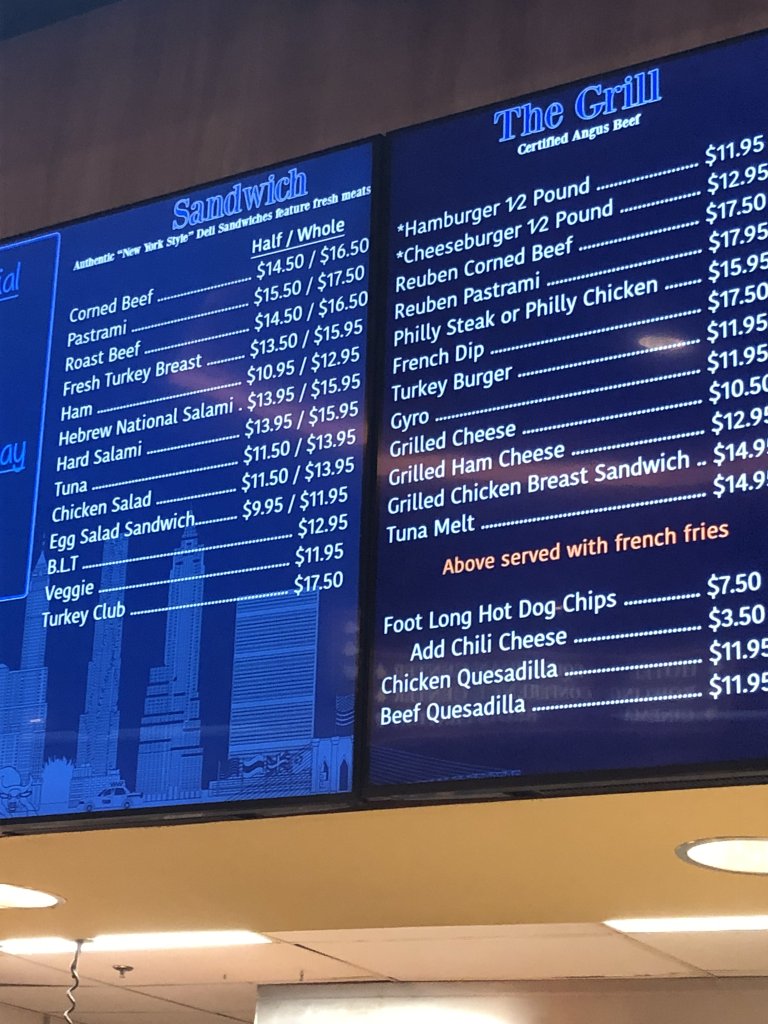 ial
ay
Sandwich
Authentic "New York Style" Deli Sandwiches feature fresh meats
Half / Whole
Corned Beef ........ $14.50 / $16.50
Pastrami ........ $15.50 / $17.50
Roast Beef ........ $14.50 / $16.50
Fresh Turkey Breast ........ $13.50 / $15.95
Ham ........ $10.95 / $12.95
Hebrew National Salami . $13.95 / $15.95
Hard Salami ........ $13.95 / $15.95
Tuna ........ $11.50 / $13.95
Chicken Salad ........ $11.50 / $13.95
Egg Salad Sandwich........ $9.95 / $11.95
B.L.T ........ $12.95
Veggie ........ $11.95
Turkey Club ........ $17.50
The Grill
Certified Angus Beef
*Hamburger 1/2 Pound ........ $11.95
*Cheeseburger 1/2 Pound ........ $12.95
Reuben Corned Beef ........ $17.50
Reuben Pastrami ........ $17.95
Philly Steak or Philly Chicken ...... $15.95
French Dip ........ $17.50
Turkey Burger ........ $11.95
Gyro ........ $11.95
Grilled Cheese ........ $10.50
Grilled Ham Cheese ........ $12.95
Grilled Chicken Breast Sandwich .. $14.9
Tuna Melt ........ $14.9
Above served with french fries
Foot Long Hot Dog Chips ........ $7.50
Add Chili Cheese ........ $3.50
Chicken Quesadilla ........ $11.95
Beef Quesadilla ........ $11.95